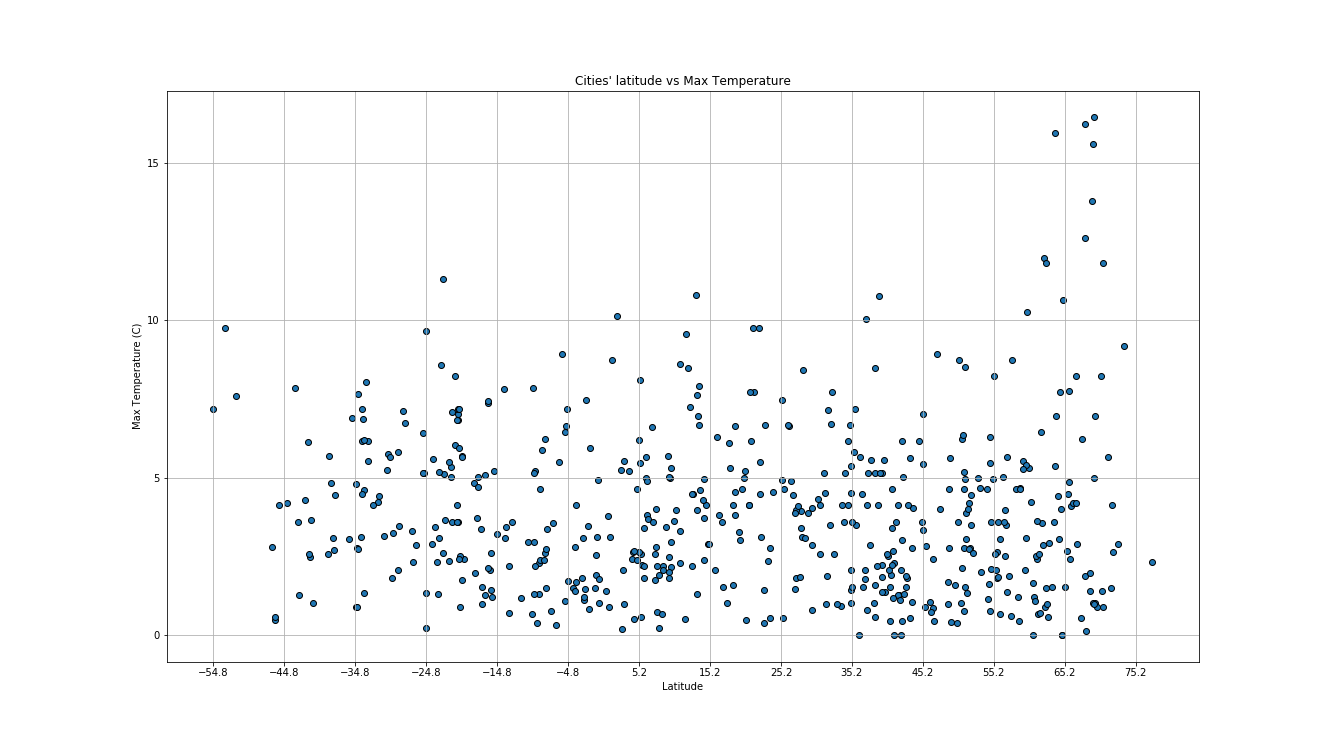 Cities' latitude vs Max Temperature
Max Temperature (C)
15
10
5
0
−54.8 −44.8 −34.8 −24.8 −14.8 −4.8 5.2 15.2 25.2 35.2 45.2 55.2 65.2 75.2
Latitude